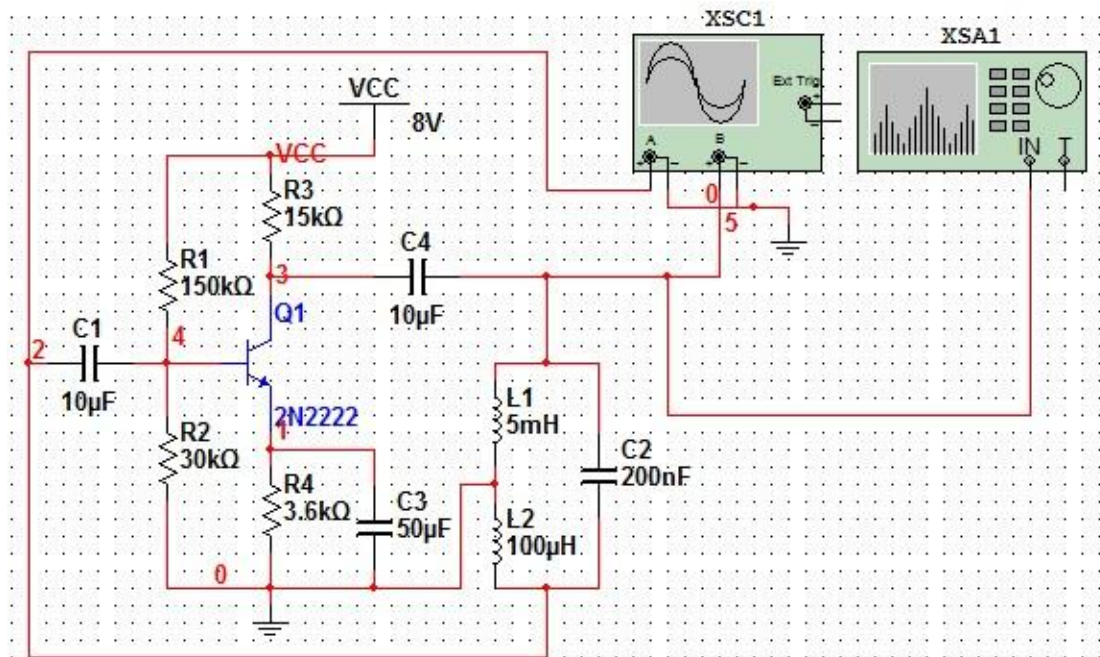 XSC1
XSA1
Ext Trig
+
−
A
B
+ −
+ −
IN T
VCC
8V
VCC
R3
15kΩ
0
5
C4
10µF
3
R1
150kΩ
Q1
C1
10µF
2
4
2N2222
1
L1
5mH
C2
200nF
R2
30kΩ
R4
3.6kΩ
C3
50µF
L2
100µH
0